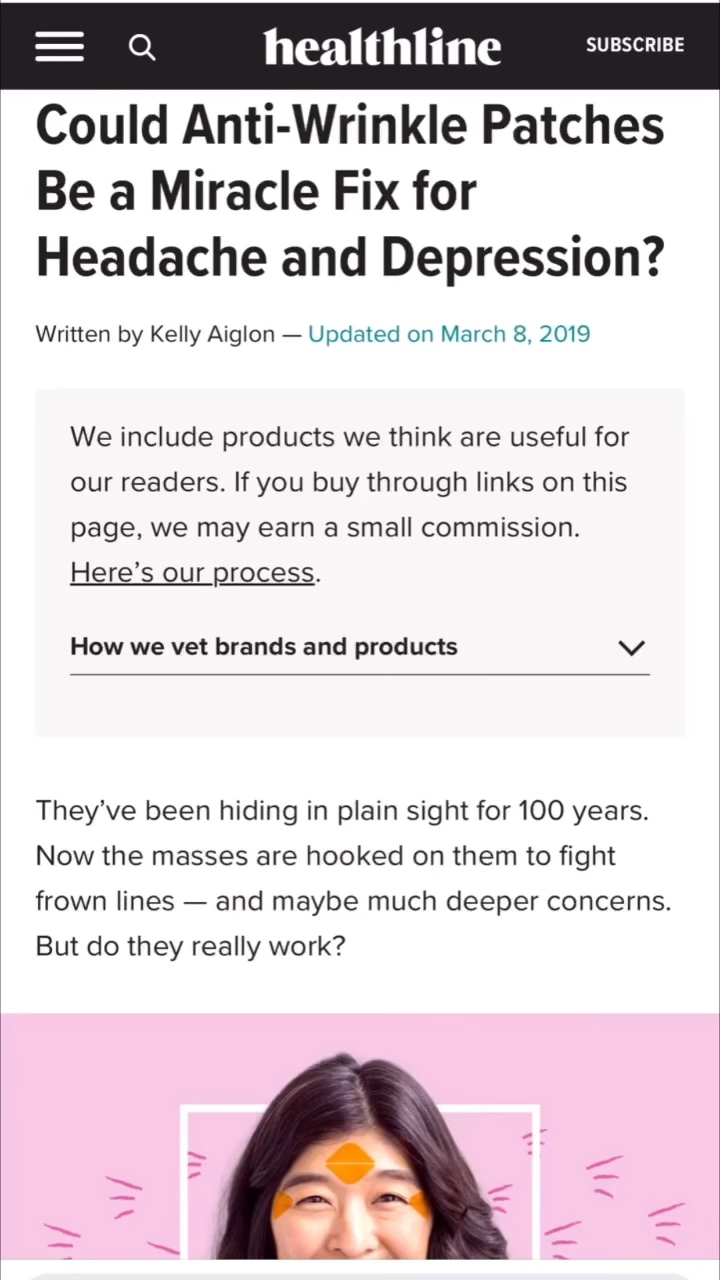 healthline
SUBSCRIBE
Could Anti-Wrinkle Patches
Be a Miracle Fix for
Headache and Depression?
Written by Kelly Aiglon — Updated on March 8, 2019
We include products we think are useful for
our readers. If you buy through links on this
page, we may earn a small commission.
Here’s our process.
How we vet brands and products
They’ve been hiding in plain sight for 100 years.
Now the masses are hooked on them to fight
frown lines — and maybe much deeper concerns.
But do they really work?